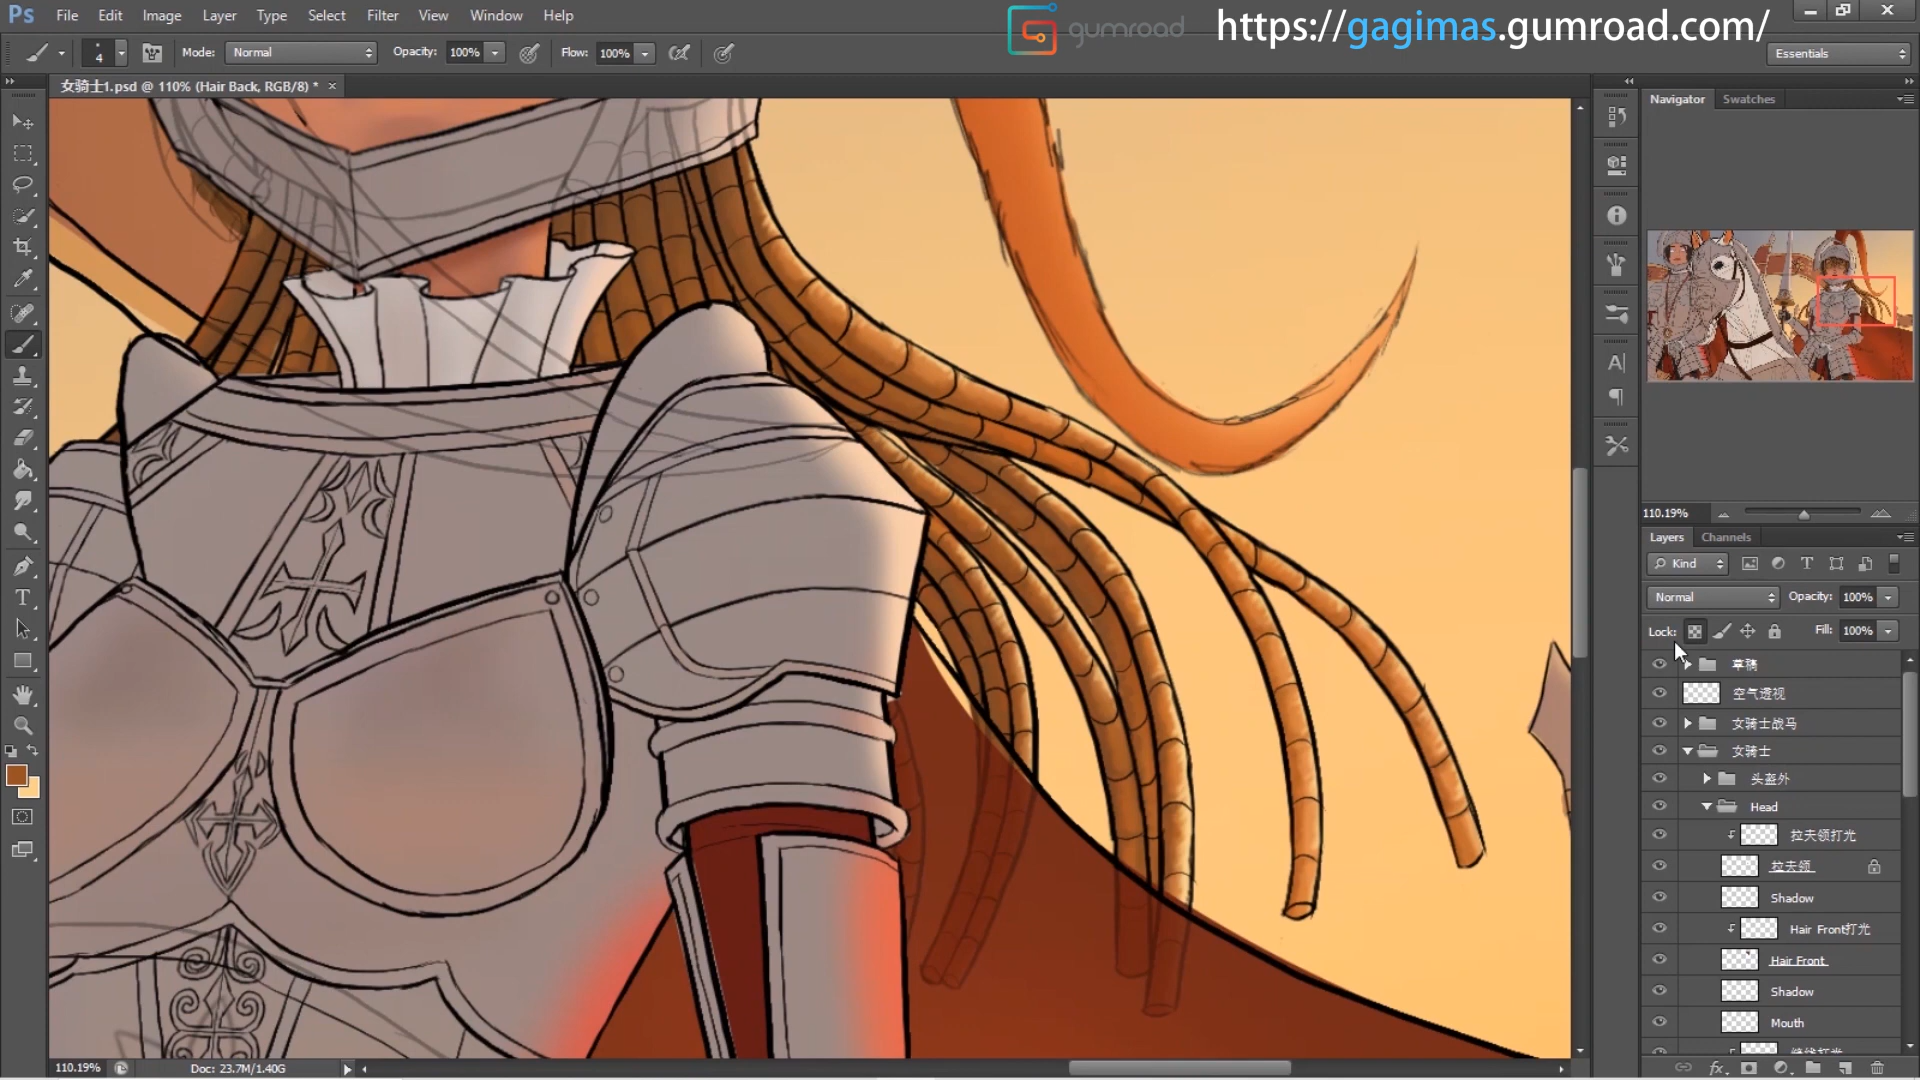 Ps File Edit Image Layer Type Select Filter View Window Help
gumroad https://gagimas.gumroad.com/
4 Mode: Normal Opacity: 100% Flow: 100% Essentials
女骑士1.psd @ 110% (Hair Back, RGB/8) * ×
Navigator Swatches
110.19%
Layers Channels
Kind
Normal Opacity: 100%
Lock: Fill: 100%
草稿
空气透视
女骑士战马
女骑士
头盔外
Head
拉夫领打光
拉夫领
Shadow
Hair Front打光
Hair Front
Shadow
Mouth
110.19% Doc: 23.7M/1.40G